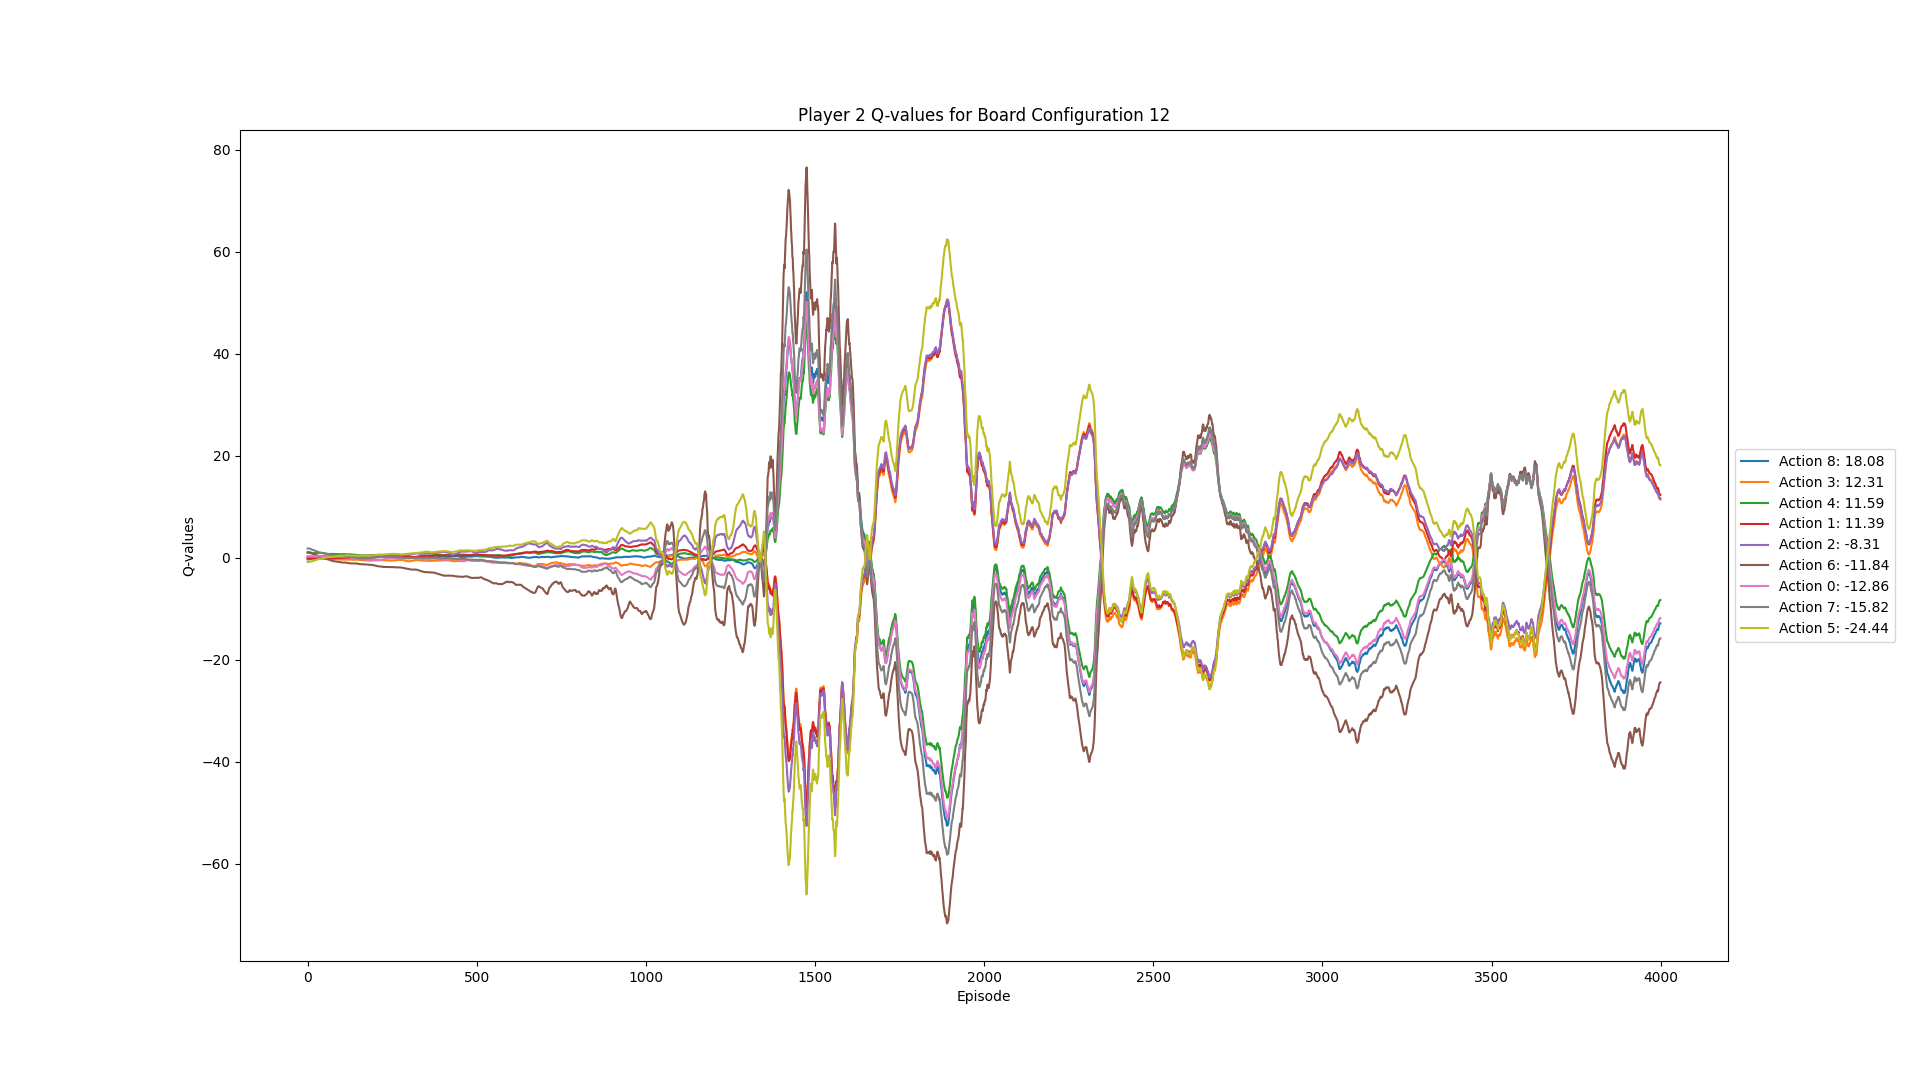 Player 2 Q-values for Board Configuration 12
80
60
40
20
0
−20
−40
−60
Q-values
0 500 1000 1500 2000 2500 3000 3500 4000
Episode
Action 8: 18.08
Action 3: 12.31
Action 4: 11.59
Action 1: 11.39
Action 2: -8.31
Action 6: -11.84
Action 0: -12.86
Action 7: -15.82
Action 5: -24.44